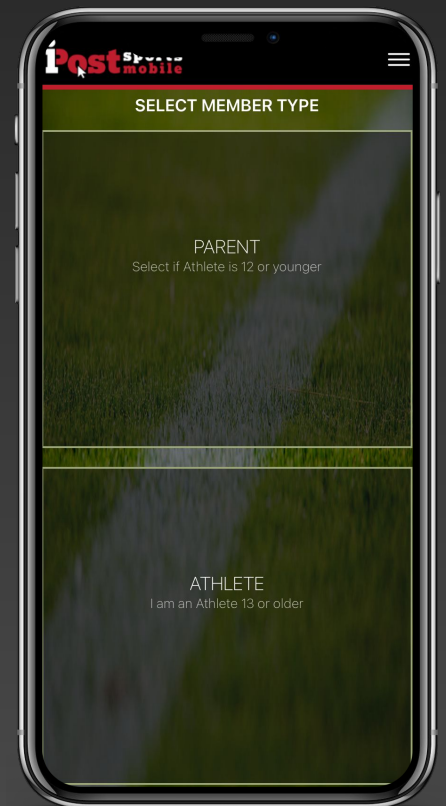 iPost sports
mobile
SELECT MEMBER TYPE
PARENT
Select if Athlete is 12 or younger
ATHLETE
I am an Athlete 13 or older